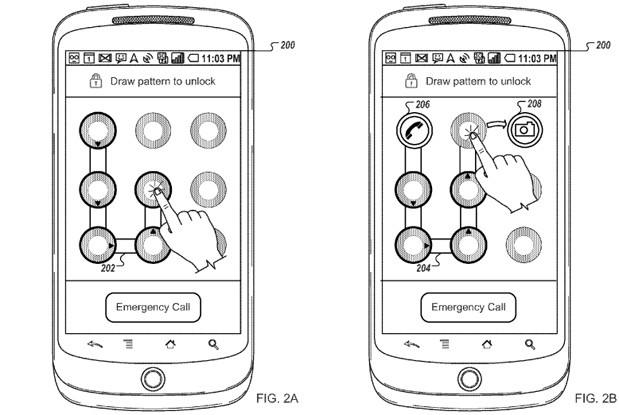 11:03 PM
200
Draw pattern to unlock
202
Emergency Call
FIG. 2A
11:03 PM
200
Draw pattern to unlock
206
208
204
Emergency Call
FIG. 2B